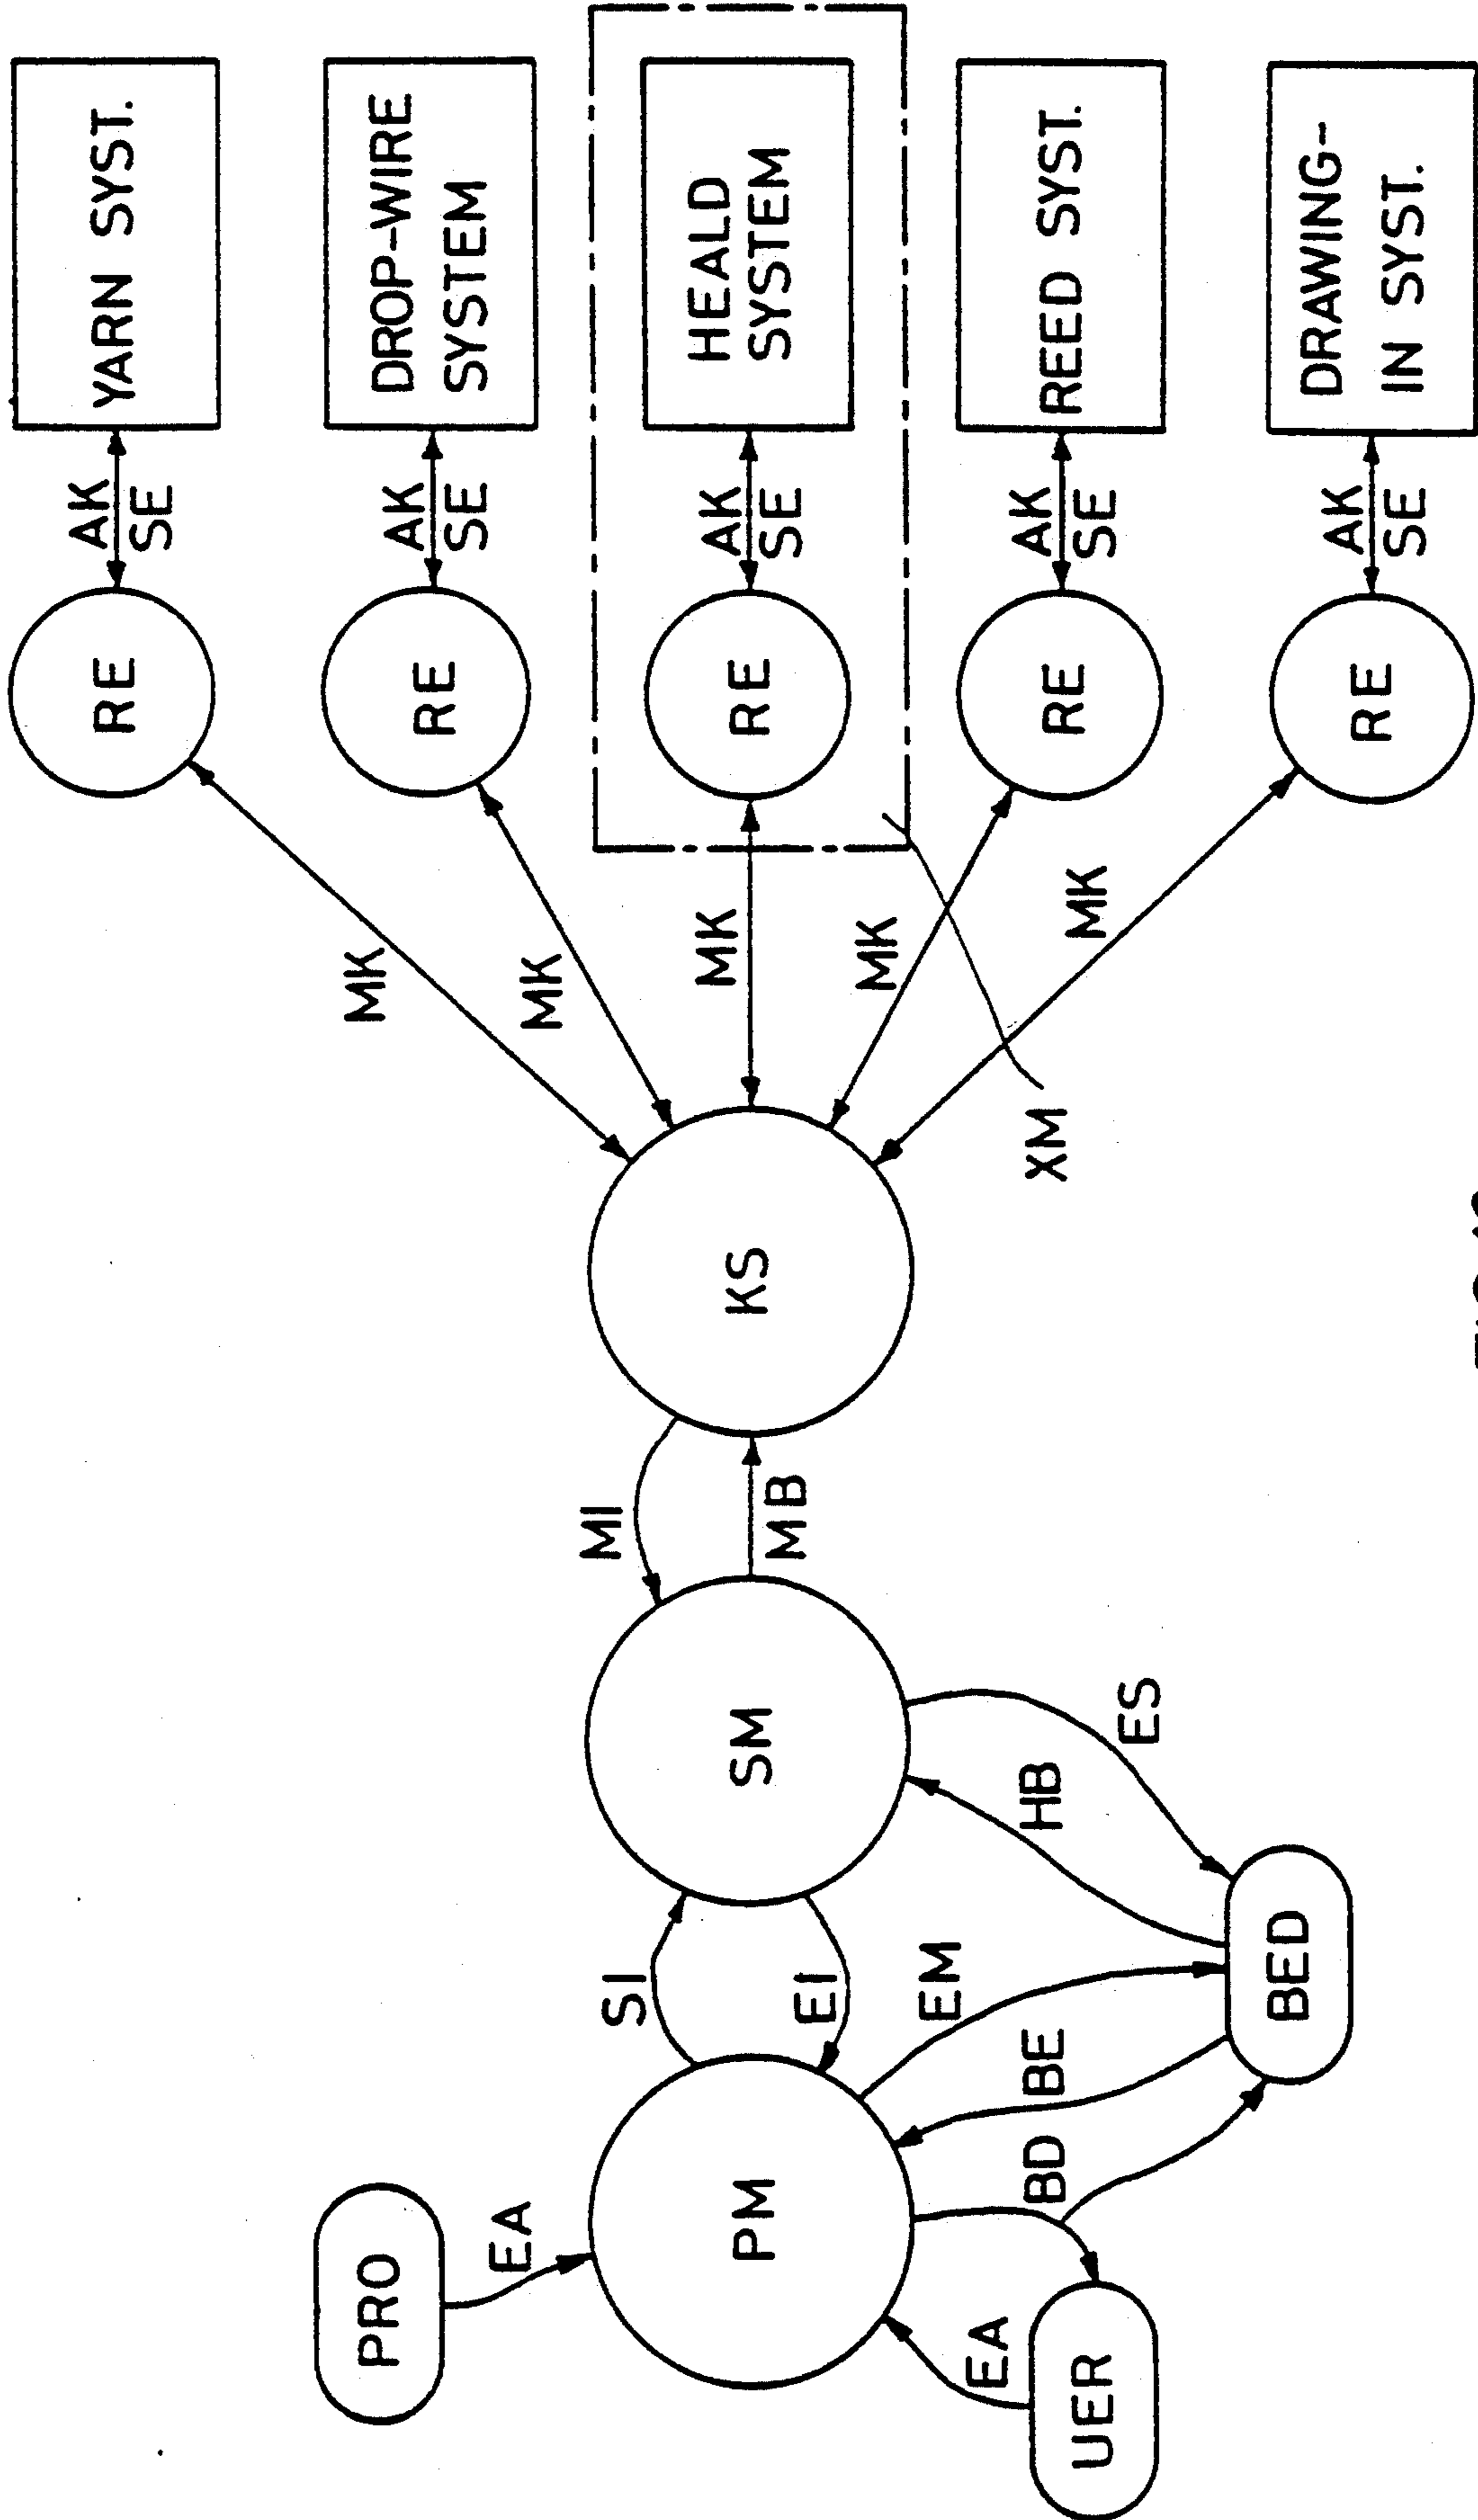 YARN SYST.
DROP-WIRE
SYSTEM
HEALD
SYSTEM
REED SYST.
DRAWING-
IN SYST.
AK
SE
AK
SE
AK
SE
AK
SE
AK
SE
RE
RE
RE
RE
RE
MK
MK
MK
MK
MK
XM
KS
MI
MB
SM
ES
HB
SI
EI
EM
BE
BD
BED
PM
PRO
EA
EA
UER